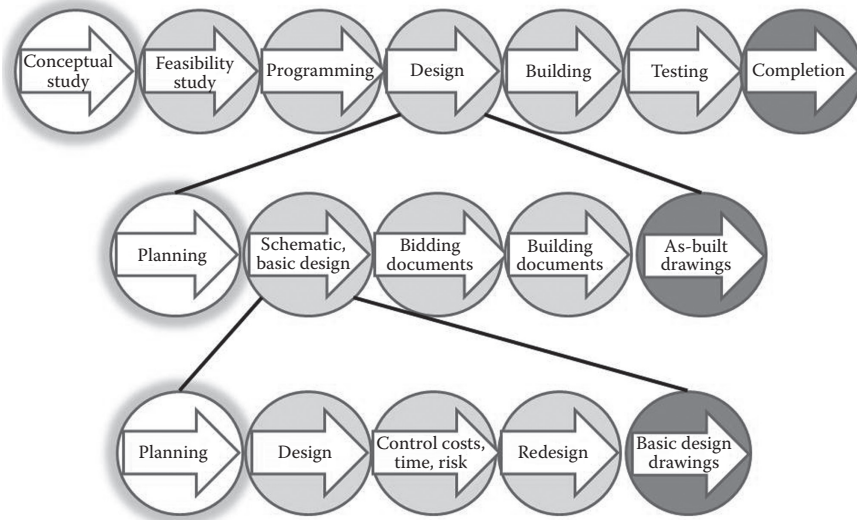 Conceptual
study
Feasibility
study
Programming
Design
Building
Testing
Completion
Planning
Schematic,
basic design
Bidding
documents
Building
documents
As-built
drawings
Planning
Design
Control costs,
time, risk
Redesign
Basic design
drawings